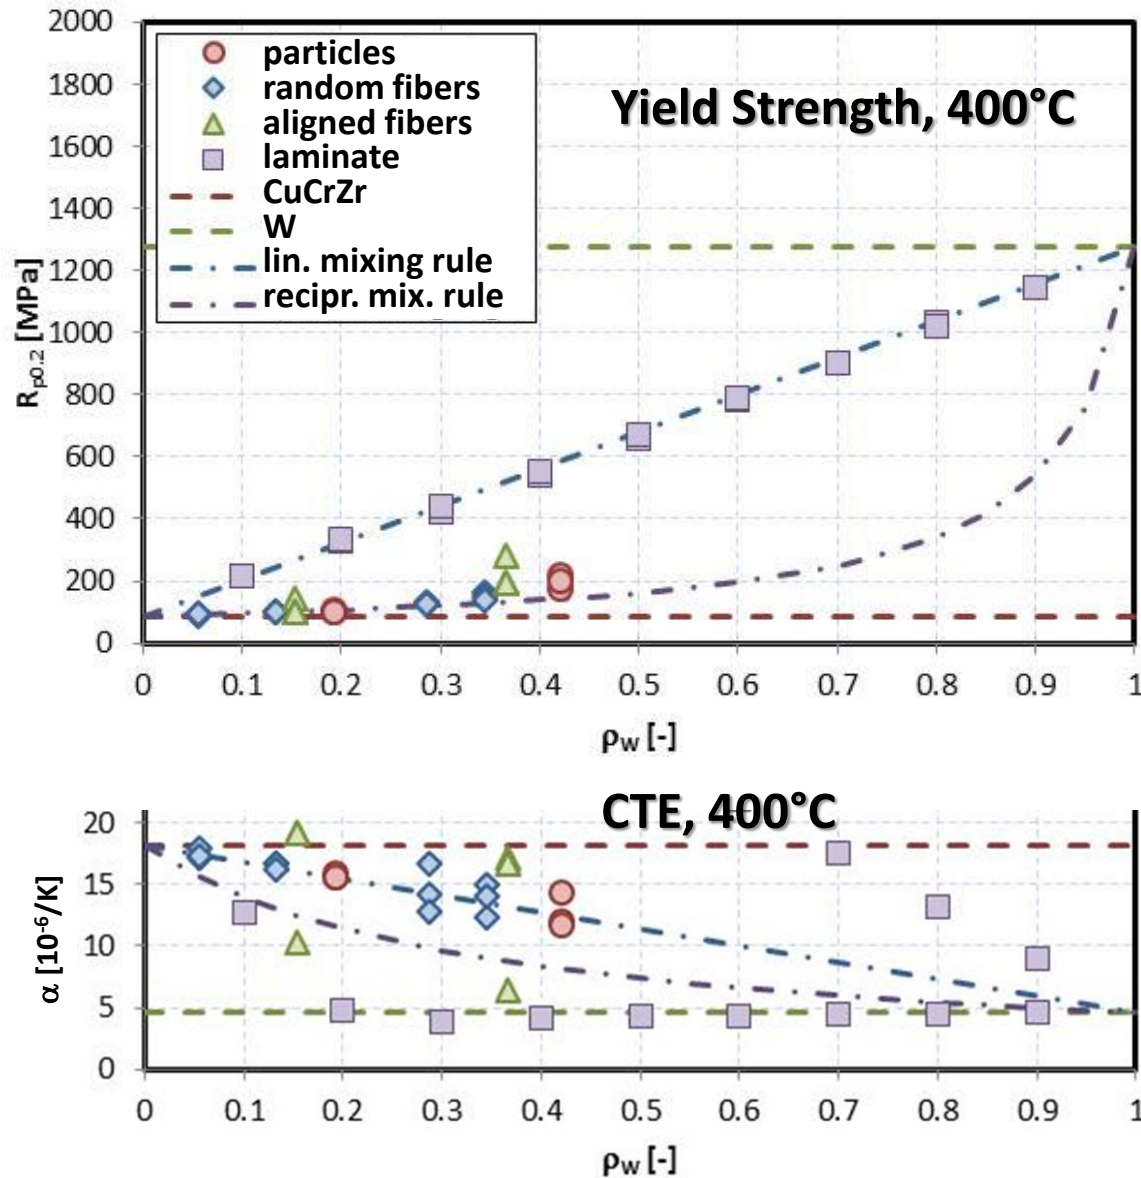 2000
1800
1600
1400
1200
1000
800
600
400
200
0
Rp0.2 [MPa]
particles
random fibers
aligned fibers
laminate
CuCrZr
W
lin. mixing rule
recipr. mix. rule
Yield Strength, 400°C
0 0.1 0.2 0.3 0.4 0.5 0.6 0.7 0.8 0.9 1
ρW [-]
CTE, 400°C
20
15
10
5
0
α [10-6/K]
0 0.1 0.2 0.3 0.4 0.5 0.6 0.7 0.8 0.9 1
ρW [-]